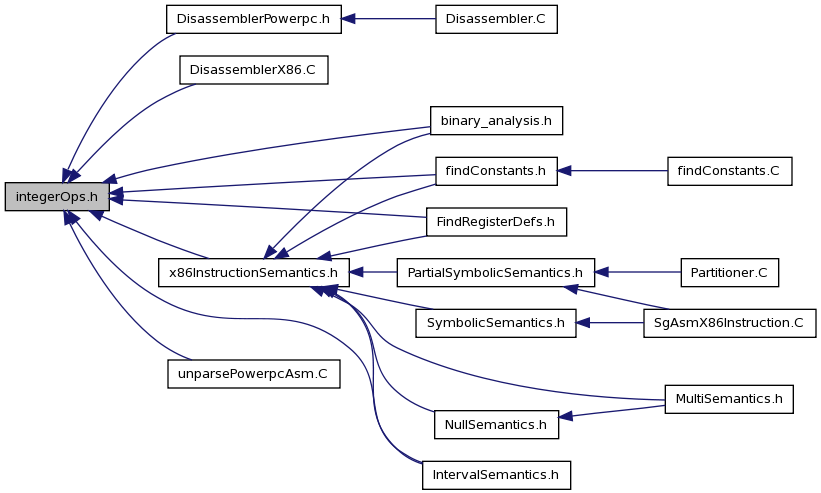 DisassemblerPowerpc.h
Disassembler.C
DisassemblerX86.C
binary_analysis.h
findConstants.h
findConstants.C
integerOps.h
FindRegisterDefs.h
x86InstructionSemantics.h
PartialSymbolicSemantics.h
Partitioner.C
SymbolicSemantics.h
SgAsmX86Instruction.C
unparsePowerpcAsm.C
MultiSemantics.h
NullSemantics.h
IntervalSemantics.h